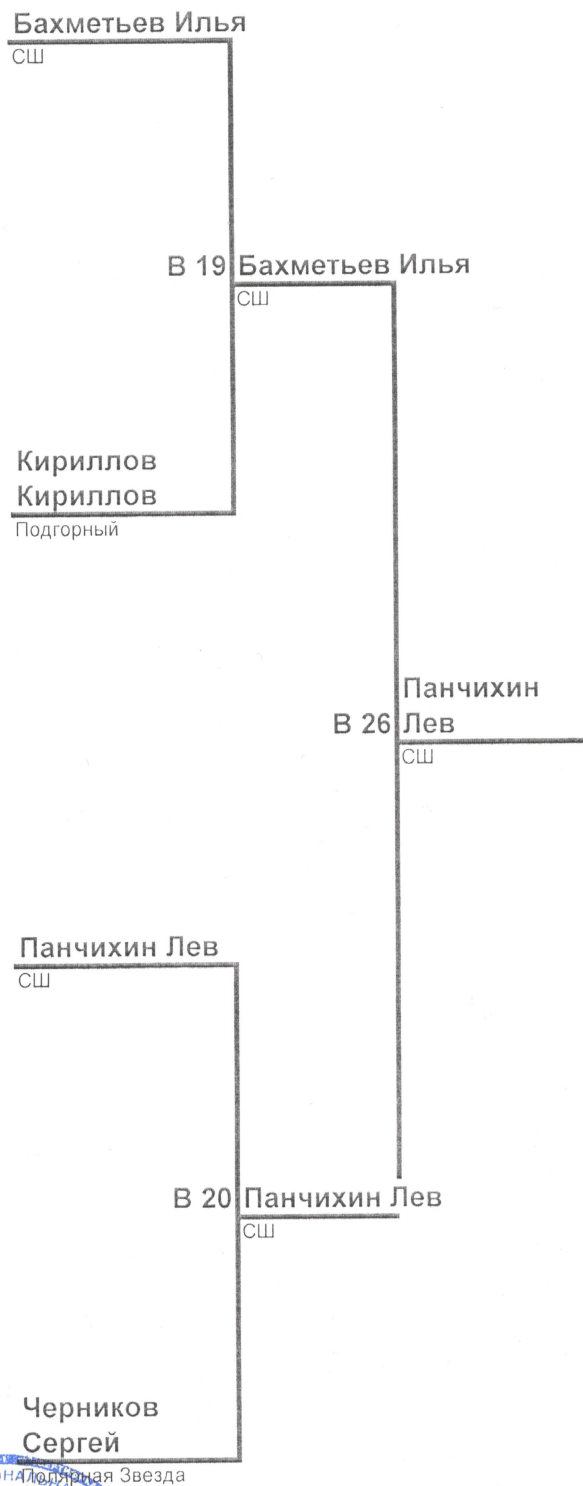 Бахметьев Илья
СШ
В 19 Бахметьев Илья
СШ
Кириллов
Кириллов
Подгорный
Панчихин
В 26 Лев
СШ
Панчихин Лев
СШ
В 20 Панчихин Лев
СШ
Черников
Сергей
Полярная Звезда